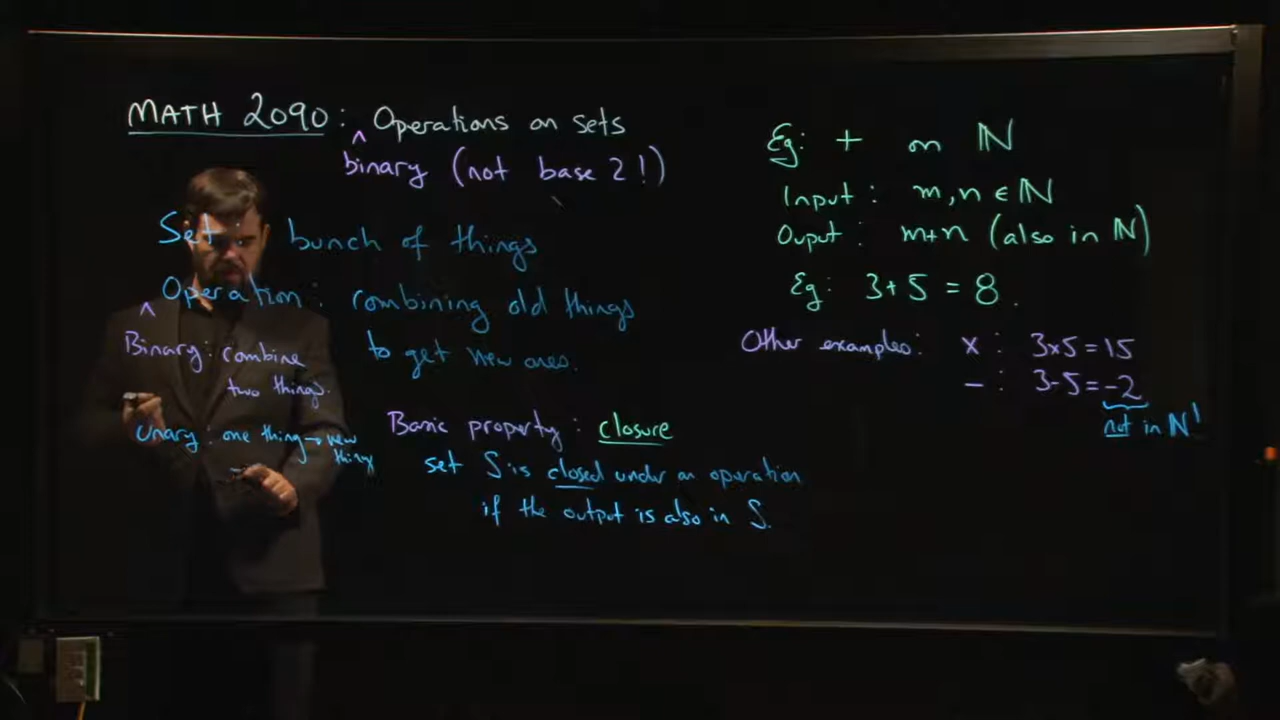 MATH 2090: Operations on sets
^
binary (not base 2!)
Set: bunch of things
Operation: combining old things
to get new ones.
^
Binary: combine
two things.
Unary: one thing → new
thing
Basic property: closure
set S is closed under an operation
if the output is also in S.
Eg: + on ℕ
Input: m, n ∈ ℕ
Ouput: m+n (also in ℕ)
Eg: 3+5 = 8.
Other examples: ×: 3×5=15
−: 3-5=-2
not in ℕ!